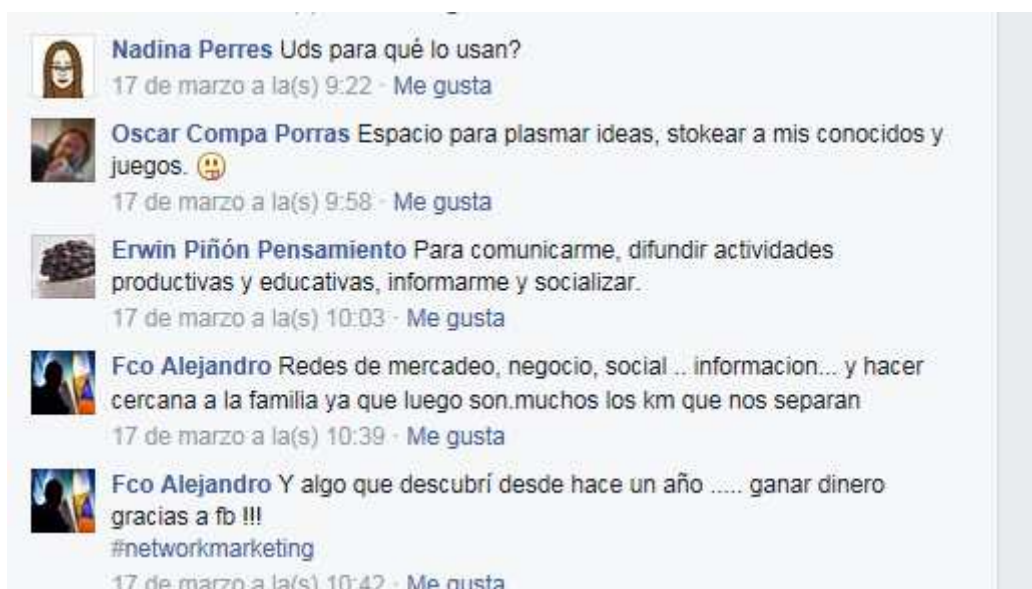 Nadina Perres Uds para qué lo usan?
17 de marzo a la(s) 9:22 · Me gusta
Oscar Compa Porras Espacio para plasmar ideas, stokear a mis conocidos y
juegos.
17 de marzo a la(s) 9:58 · Me gusta
Erwin Piñón Pensamiento Para comunicarme, difundir actividades
productivas y educativas, informarme y socializar.
17 de marzo a la(s) 10:03 · Me gusta
Fco Alejandro Redes de mercadeo, negocio, social .. informacion... y hacer
cercana a la familia ya que luego son.muchos los km que nos separan
17 de marzo a la(s) 10:39 · Me gusta
Fco Alejandro Y algo que descubrí desde hace un año ..... ganar dinero
gracias a fb !!!
#networkmarketing
17 de marzo a la(s) 10:42 · Me gusta